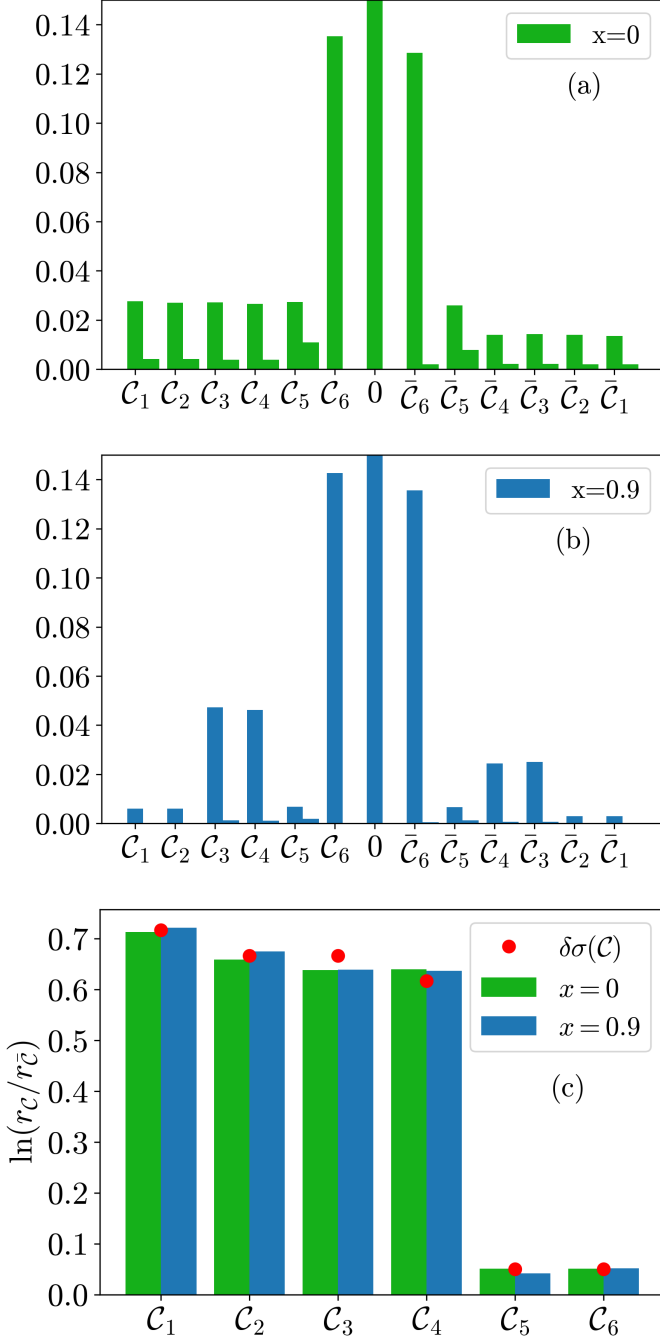 0.14
0.12
0.10
0.08
0.06
0.04
0.02
0.00
x=0
(a)
𝒞₁ 𝒞₂ 𝒞₃ 𝒞₄ 𝒞₅ 𝒞₆ 0 𝒞̄₆ 𝒞̄₅ 𝒞̄₄ 𝒞̄₃ 𝒞̄₂ 𝒞̄₁
0.14
0.12
0.10
0.08
0.06
0.04
0.02
0.00
x=0.9
(b)
𝒞₁ 𝒞₂ 𝒞₃ 𝒞₄ 𝒞₅ 𝒞₆ 0 𝒞̄₆ 𝒞̄₅ 𝒞̄₄ 𝒞̄₃ 𝒞̄₂ 𝒞̄₁
ln(r_𝒞/r_𝒞̄)
0.7
0.6
0.5
0.4
0.3
0.2
0.1
0.0
δσ(𝒞)
x = 0
x = 0.9
(c)
𝒞₁ 𝒞₂ 𝒞₃ 𝒞₄ 𝒞₅ 𝒞₆